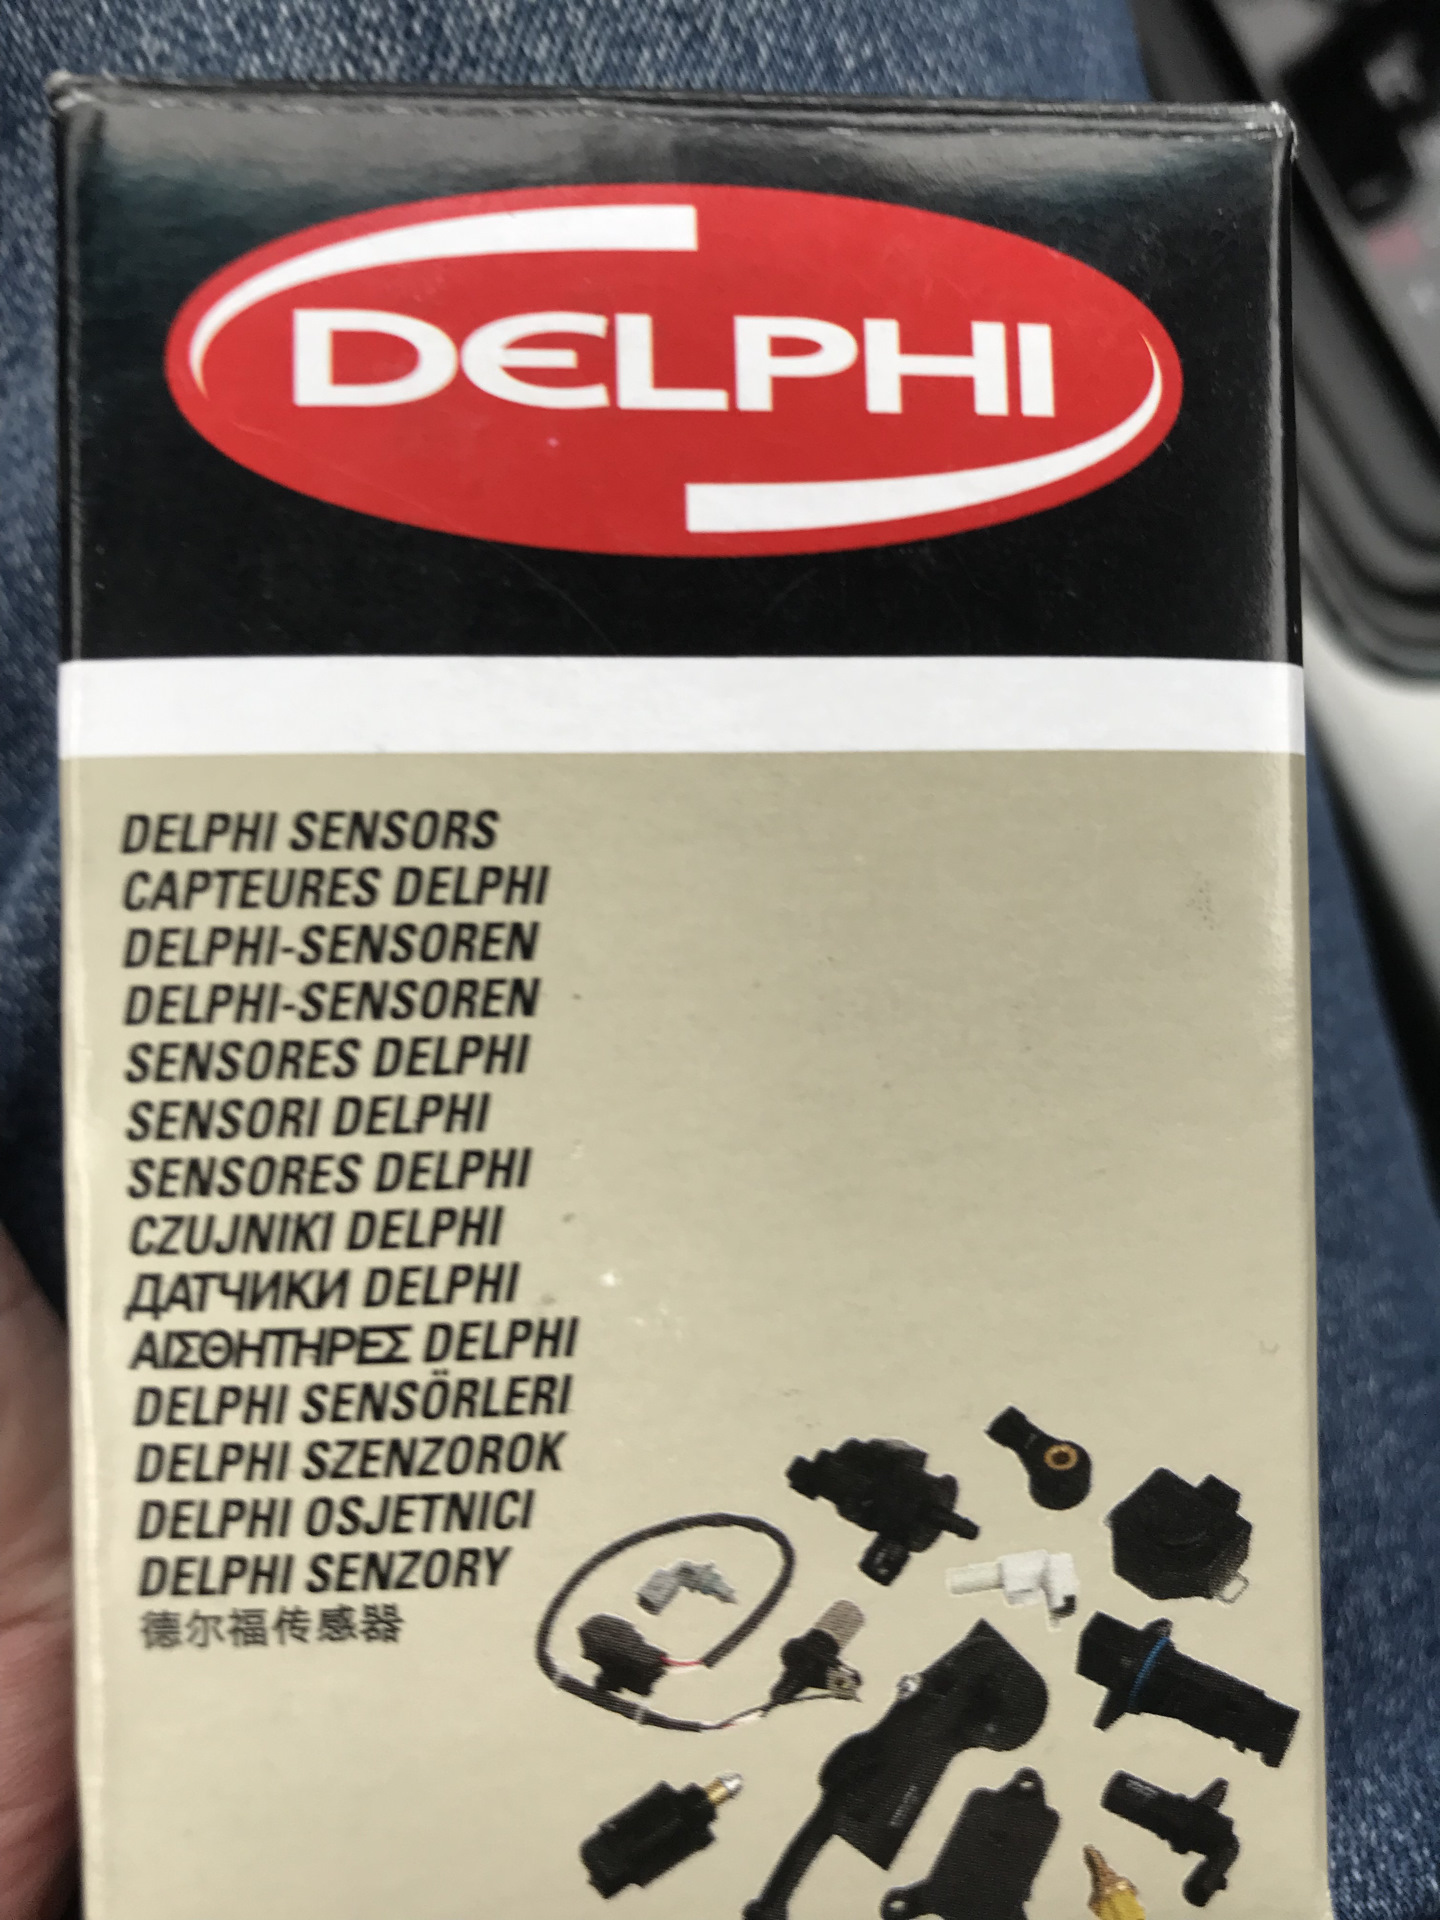 DELPHI
DELPHI SENSORS
CAPTEURES DELPHI
DELPHI-SENSOREN
DELPHI-SENSOREN
SENSORES DELPHI
SENSORI DELPHI
SENSORES DELPHI
CZUJNIKI DELPHI
ДАТЧИКИ DELPHI
ΑΙΣΘΗΤΗΡΕΣ DELPHI
DELPHI SENSÖRLERI
DELPHI SZENZOROK
DELPHI OSJETNICI
DELPHI SENZORY
德尔福传感器